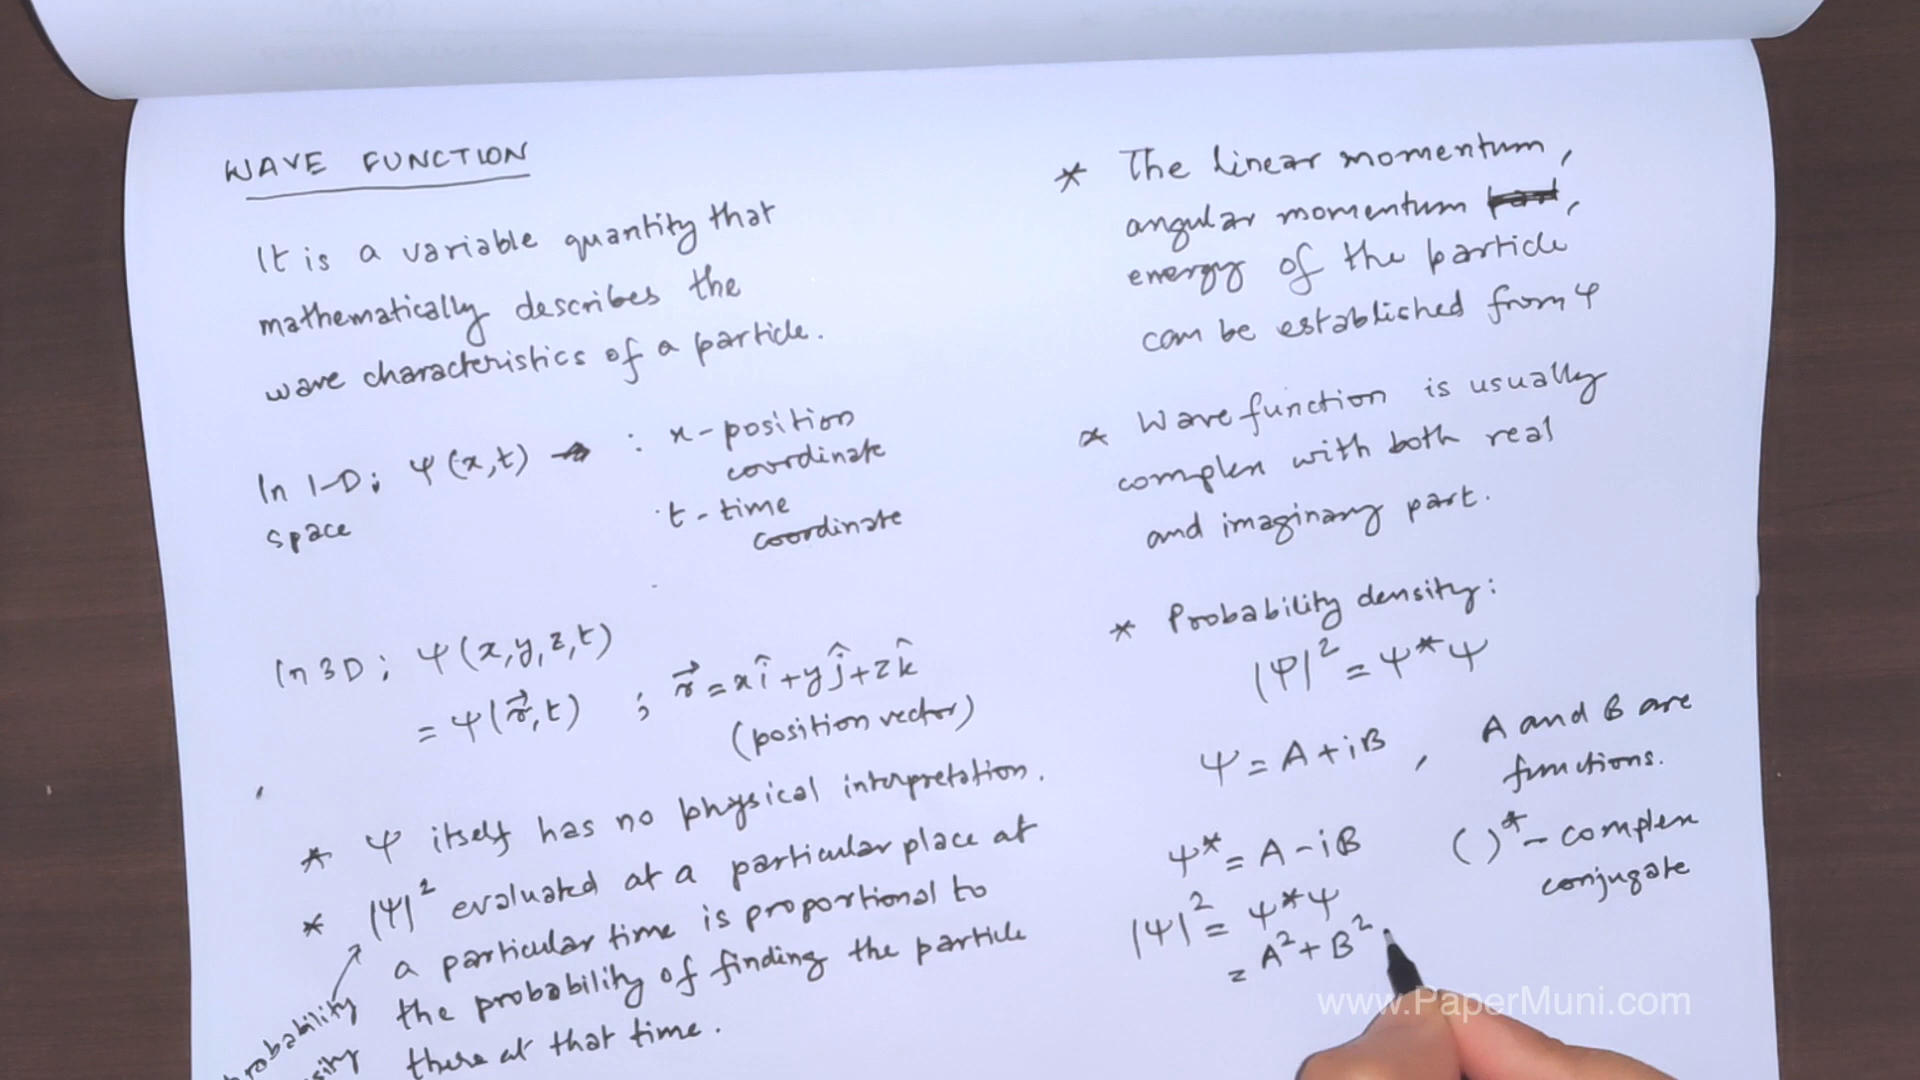 WAVE FUNCTION
It is a variable quantity that
mathematically describes the
wave characteristics of a particle.
In 1-D; Ψ(x,t) → : x - position
coordinate
space
t - time
coordinate
In 3D; Ψ(x,y,z,t)
= Ψ(r⃗,t) ; r⃗ = xî + yĵ + zk̂
(position vector)
* Ψ itself has no physical interpretation.
* |Ψ|² evaluated at a particular place at
a particular time is proportional to
the probability of finding the particle
there at that time.
probability
* The linear momentum,
angular momentum,
energy of the particle
can be established from Ψ
* Wave function is usually
complex with both real
and imaginary part.
* Probability density:
|Ψ|² = Ψ*Ψ
Ψ = A + iB , A and B are
functions.
Ψ* = A - iB ( )* - complex
conjugate
|Ψ|² = Ψ*Ψ
= A² + B²
www.PaperMuni.com